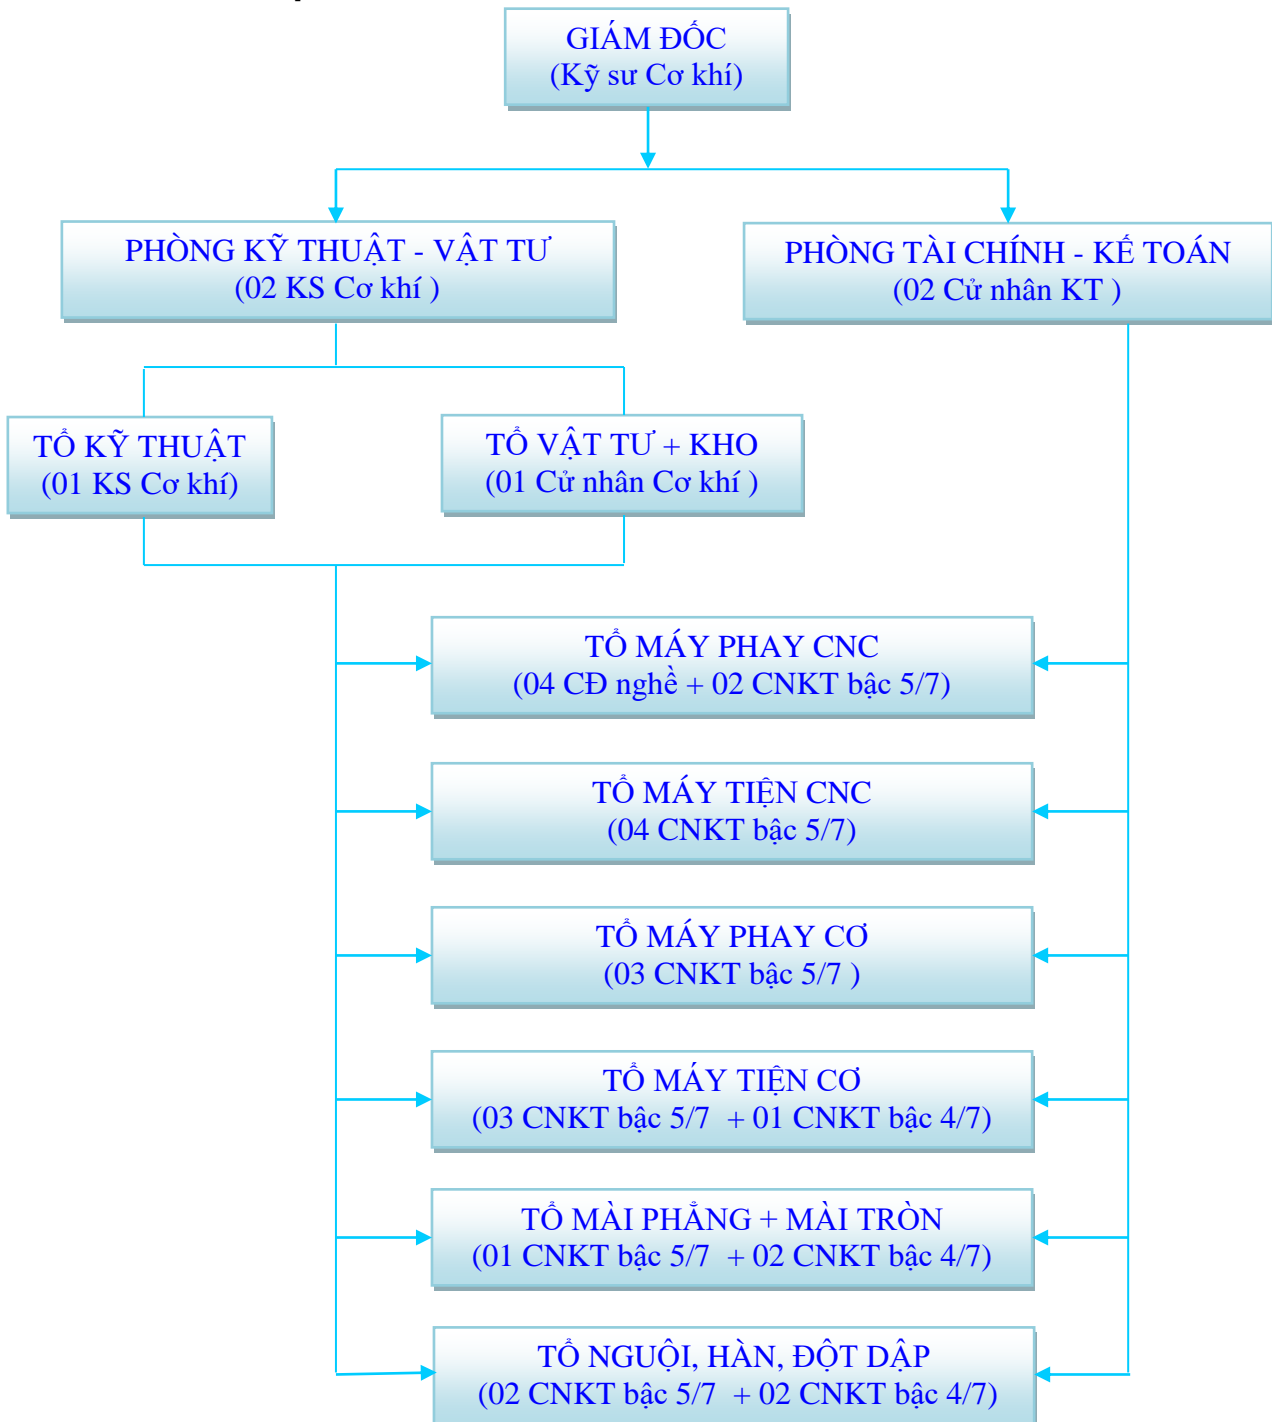 GIÁM ĐỐC
(Kỹ sư Cơ khí)
PHÒNG KỸ THUẬT - VẬT TƯ
(02 KS Cơ khí )
PHÒNG TÀI CHÍNH - KẾ TOÁN
(02 Cử nhân KT )
TỔ KỸ THUẬT
(01 KS Cơ khí)
TỔ VẬT TƯ + KHO
(01 Cử nhân Cơ khí )
TỔ MÁY PHAY CNC
(04 CĐ nghề + 02 CNKT bậc 5/7)
TỔ MÁY TIỆN CNC
(04 CNKT bậc 5/7)
TỔ MÁY PHAY CƠ
(03 CNKT bậc 5/7 )
TỔ MÁY TIỆN CƠ
(03 CNKT bậc 5/7  + 01 CNKT bậc 4/7)
TỔ MÀI PHẲNG + MÀI TRÒN
(01 CNKT bậc 5/7  + 02 CNKT bậc 4/7)
TỔ NGUỘI, HÀN, ĐỘT DẬP
(02 CNKT bậc 5/7  + 02 CNKT bậc 4/7)